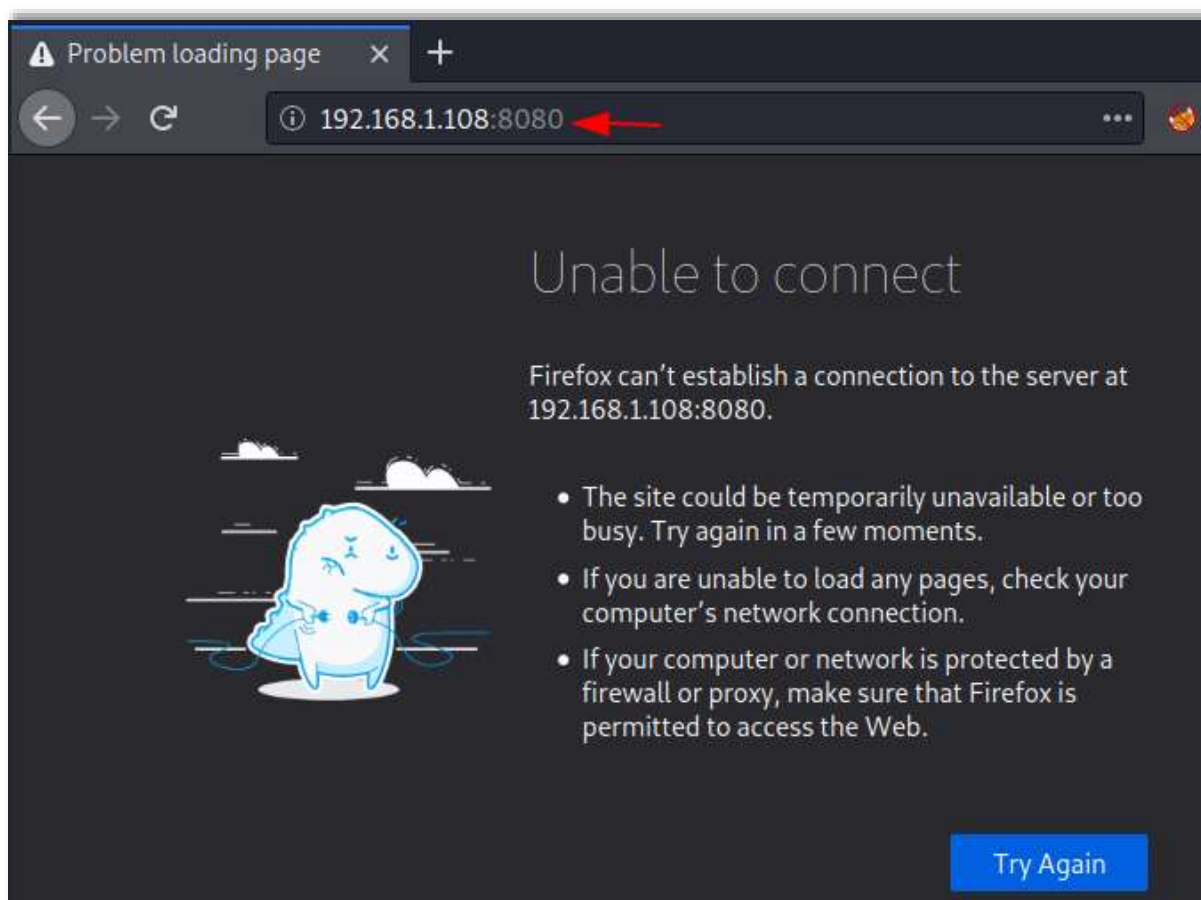 Problem loading page
192.168.1.108:8080
Unable to connect
Firefox can’t establish a connection to the server at
192.168.1.108:8080.
• The site could be temporarily unavailable or too
busy. Try again in a few moments.
• If you are unable to load any pages, check your
computer’s network connection.
• If your computer or network is protected by a
firewall or proxy, make sure that Firefox is
permitted to access the Web.
Try Again